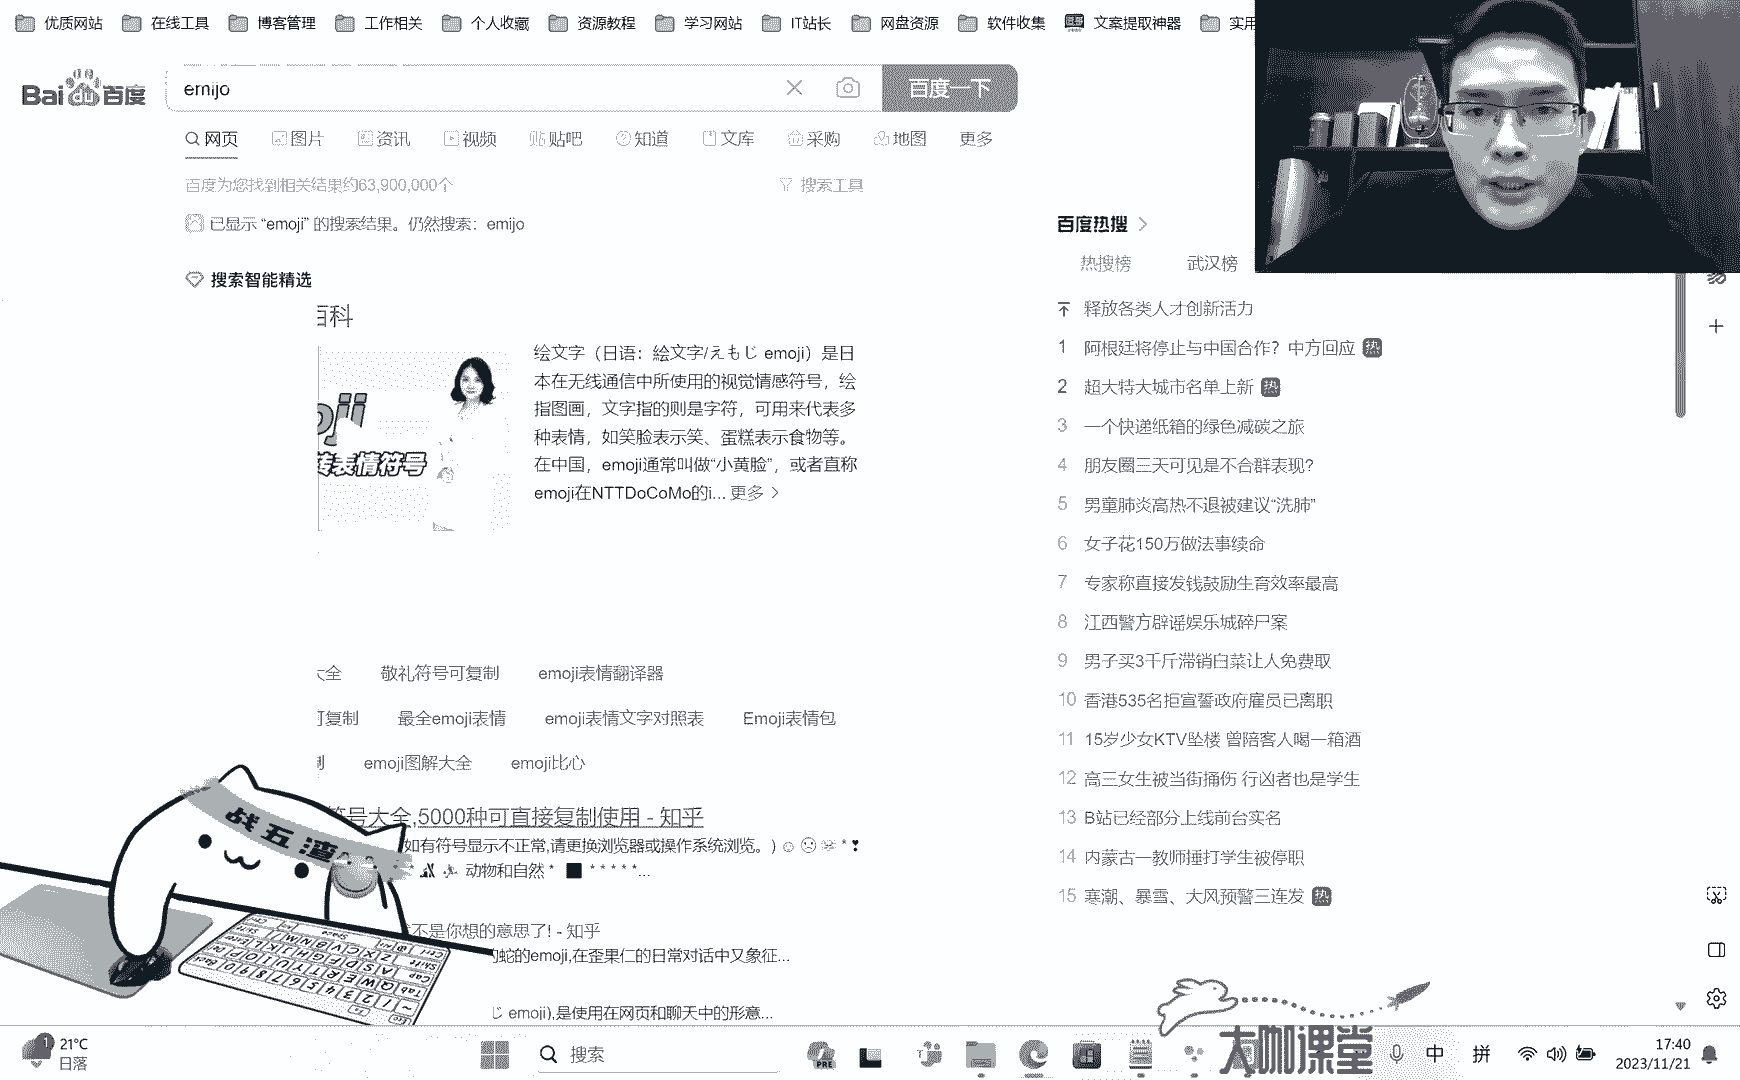 优质网站 在线工具 博客管理 工作相关 个人收藏 资源教程 学习网站 IT站长 网盘资源 软件收集 文案提取神器 实用
Bai du 百度 emijo 百度一下
网页 图片 资讯 视频 贴吧 知道 文库 采购 地图 更多
百度为您找到相关结果约63,900,000个 搜索工具
已显示 “emoji” 的搜索结果。仍然搜索：emijo
搜索智能精选
百科
绘文字（日语：绘文字/えもじ emoji）是日
本在无线通信中所使用的视觉情感符号，绘
指图画，文字指的则是字符，可用来代表多
种表情，如笑脸表示笑、蛋糕表示食物等。
在中国，emoji通常叫做“小黄脸”，或者直称
emoji在NTTDoCoMo的i... 更多
oji
表情符号
大全 敬礼符号可复制 emoji表情翻译器
可复制 最全emoji表情 emoji表情文字对照表 Emoji表情包
制 emoji图解大全 emoji比心
符号大全,5000种可直接复制使用 - 知乎
如有符号显示不正常,请更换浏览器或操作系统浏览。) ☺ ☹ * ❣
动物和自然 * ■ * * * * *...
不是你想的意思了! - 知乎
的蛇的emoji,在歪果仁的日常对话中又象征...
じ emoji),是使用在网页和聊天中的形意...
百度热搜
热搜榜 武汉榜
释放各类人才创新活力
1 阿根廷将停止与中国合作？中方回应 热
2 超大特大城市名单上新 热
3 一个快递纸箱的绿色减碳之旅
4 朋友圈三天可见是不合群表现?
5 男童肺炎高热不退被建议“洗肺”
6 女子花150万做法事续命
7 专家称直接发钱鼓励生育效率最高
8 江西警方辟谣娱乐城碎尸案
9 男子买3千斤滞销白菜让人免费取
10 香港535名拒宣誓政府雇员已离职
11 15岁少女KTV坠楼 曾陪客人喝一箱酒
12 高三女生被当街捅伤 行凶者也是学生
13 B站已经部分上线前台实名
14 内蒙古一教师捶打学生被停职
15 寒潮、暴雪、大风预警三连发 热
战五渣
大咖课堂
1 21°C
日落
搜索
PRE
中 拼
17:40
2023/11/21